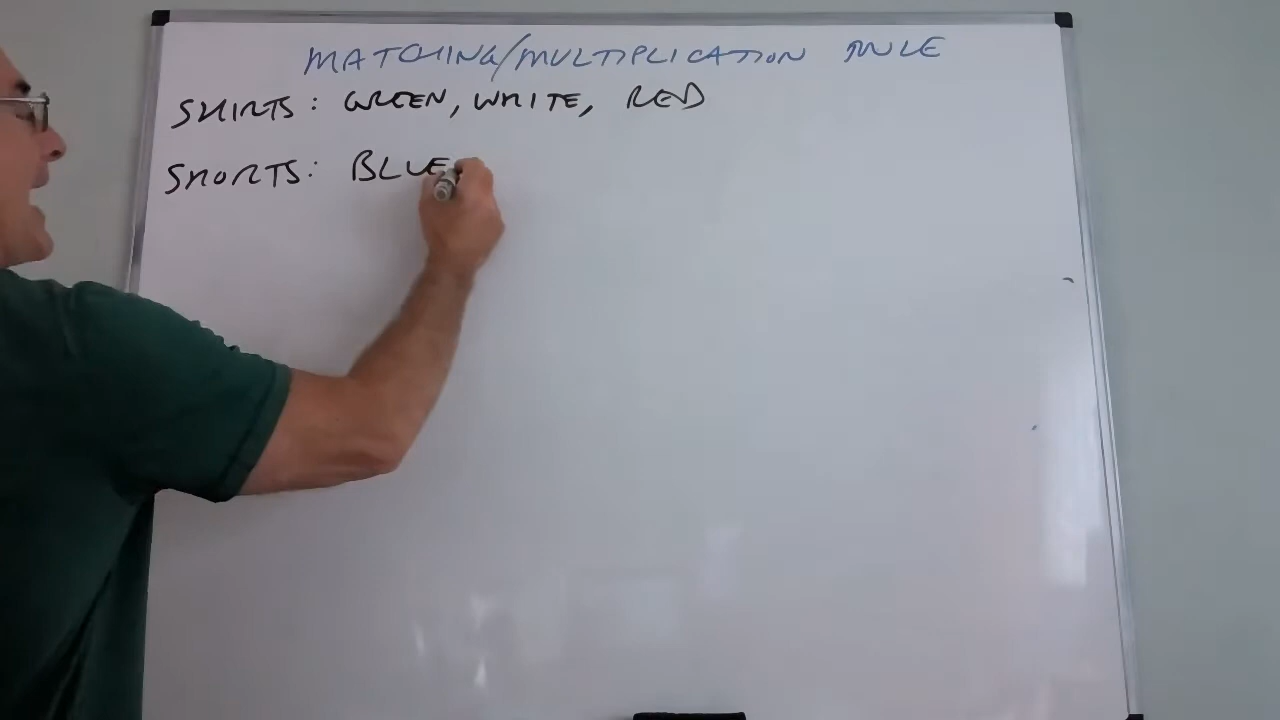 MATCHING/MULTIPLICATION RULE
SHIRTS: GREEN, WHITE, RED
SHORTS: BLUE